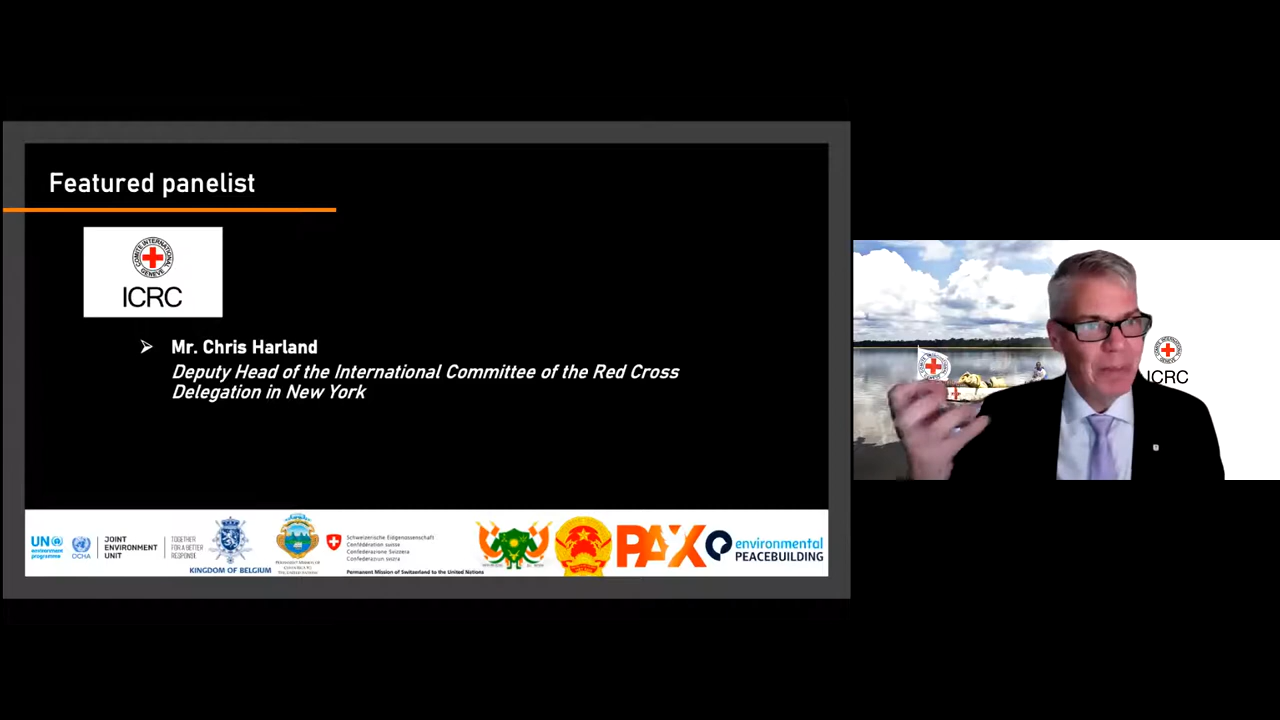 Featured panelist
COMITÉ INTERNATIONAL
GENEVE
ICRC
Mr. Chris Harland
Deputy Head of the International Committee of the Red Cross
Delegation in New York
UN
environment
programme
OCHA
JOINT
ENVIRONMENT
UNIT
TOGETHER
FOR A BETTER
RESPONSE
KINGDOM OF BELGIUM
Schweizerische Eidgenossenschaft
Confédération suisse
Confederazione Svizzera
Confederaziun svizra
Permanent Mission of Switzerland to the United Nations
PAX
environmental
PEACEBUILDING
ICRC